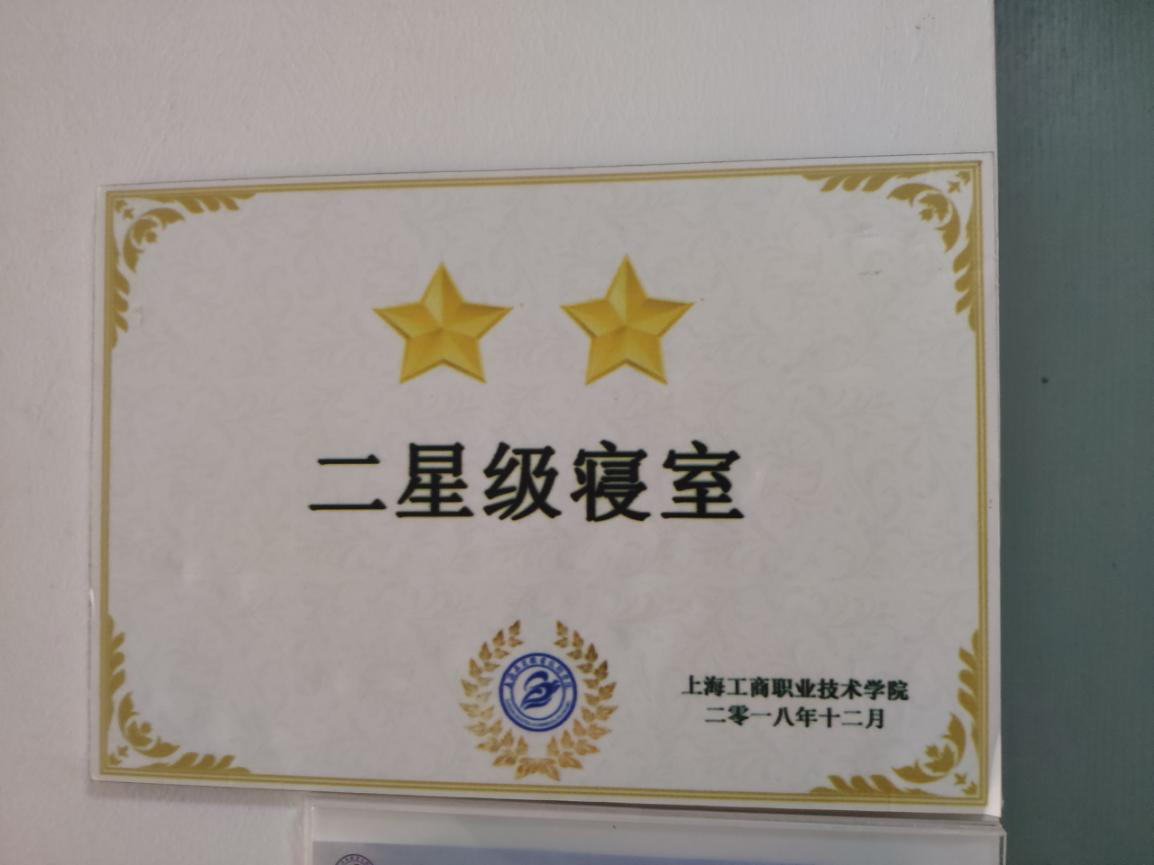 二星级寝室
上海工商职业技术学院
二零一八年十二月